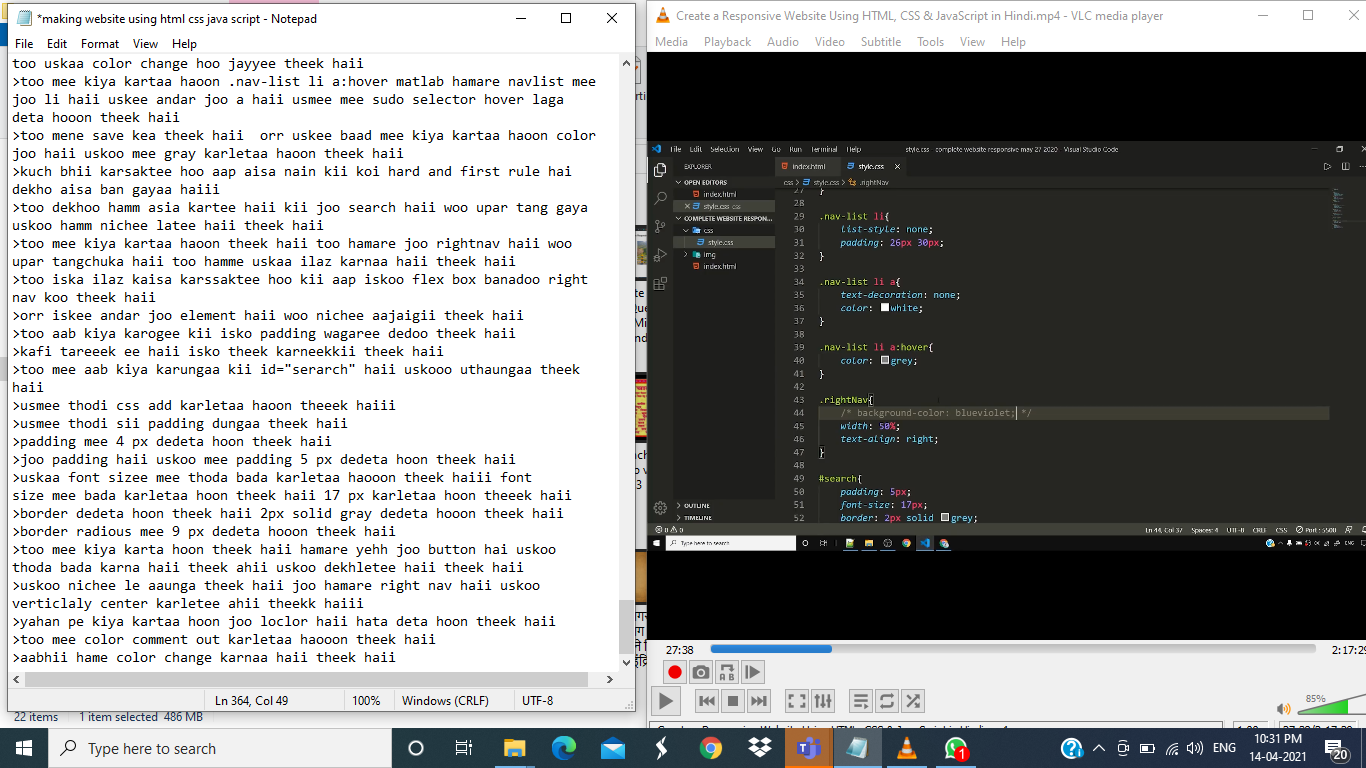 *making website using html css java script - Notepad
File Edit Format View Help
too uskaa color change hoo jayyee theek haii
>too mee kiya kartaa haoon .nav-list li a:hover matlab hamare navlist mee
joo li haii uskee andar joo a haii usmee mee sudo selector hover laga
deta hooon theek haii
>too mene save kea theek haii  orr uskee baad mee kiya kartaa haoon color
joo haii uskoo mee gray karletaa haoon theek haii
>kuch bhii karsaktee hoo aap aisa nain kii koi hard and first rule hai
dekho aisa ban gayaa haiii
>too dekhoo hamm asia kartee haii kii joo search haii woo upar tang gaya
uskoo hamm nichee latee haii theek haii
>too mee kiya kartaa haoon theek haii too hamare joo rightnav haii woo
upar tangchuka haii too hamme uskaa ilaz karnaa haii theek haii
>too iska ilaz kaisa karssaktee hoo kii aap iskoo flex box banadoo right
nav koo theek haii
>orr iskee andar joo element haii woo nichee aajaigii theek haii
>too aab kiya karogee kii isko padding wagaree dedoo theek haii
>kafi tareeek ee haii isko theek karneekkii theek haii
>too mee aab kiya karungaa kii id="serarch" haii uskooo uthaungaa theek
haii
>usmee thodi css add karletaa haoon theeeek haiii
>usmee thodi sii padding dungaa theek haii
>padding mee 4 px dedeta hoon theek haii
>joo padding haii uskoo mee padding 5 px dedeta hoon theek haii
>uskaa font sizee mee thoda bada karletaa haooon theek haiii font
size mee bada karletaa hoon theek haii 17 px karletaa hoon theeek haii
>border dedeta hoon theek haii 2px solid gray dedeta hooon theek haii
>border radious mee 9 px dedeta hooon theek haii
>too mee kiya karta hoon theek haii hamare yehh joo button hai uskoo
thoda bada karna haii theek ahii uskoo dekhletee haii theek haii
>uskoo nichee le aaunga theek haii joo hamare right nav haii uskoo
verticlaly center karletee ahii theekk haiii
>yahan pe kiya kartaa hoon joo loclor haii hata deta hoon theek haii
>too mee color comment out karletaa haooon theek haii
>aabhii hame color change karnaa haii theek haii
Ln 364, Col 49 100% Windows (CRLF) UTF-8
22 items 1 item selected 486 MB
Create a Responsive Website Using HTML, CSS & JavaScript in Hindi.mp4 - VLC media player
Media Playback Audio Video Subtitle Tools View Help
File Edit Selection View Go Run Terminal Help style.css - complete website responsive may 27 2020 - Visual Studio Code
EXPLORER
OPEN EDITORS
index.html
style.css css
COMPLETE WEBSITE RESPON...
css
style.css
img
index.html
OUTLINE
TIMELINE
index.html style.css
css > style.css > .rightNav
27 }
28
29 .nav-list li{
30 list-style: none;
31 padding: 26px 30px;
32 }
33
34 .nav-list li a{
35 text-decoration: none;
36 color: white;
37 }
38
39 .nav-list li a:hover{
40 color: grey;
41 }
42
43 .rightNav{
44 /* background-color: blueviolet; */
45 width: 50%;
46 text-align: right;
47 }
48
49 #search{
50 padding: 5px;
51 font-size: 17px;
52 border: 2px solid grey;
0 0 Ln 44, Col 37 Spaces: 4 UTF-8 CRLF CSS Port : 5500
Type here to search
ENG
27:38 2:17:29
85%
Type here to search
ENG 10:31 PM
14-04-2021
20
1